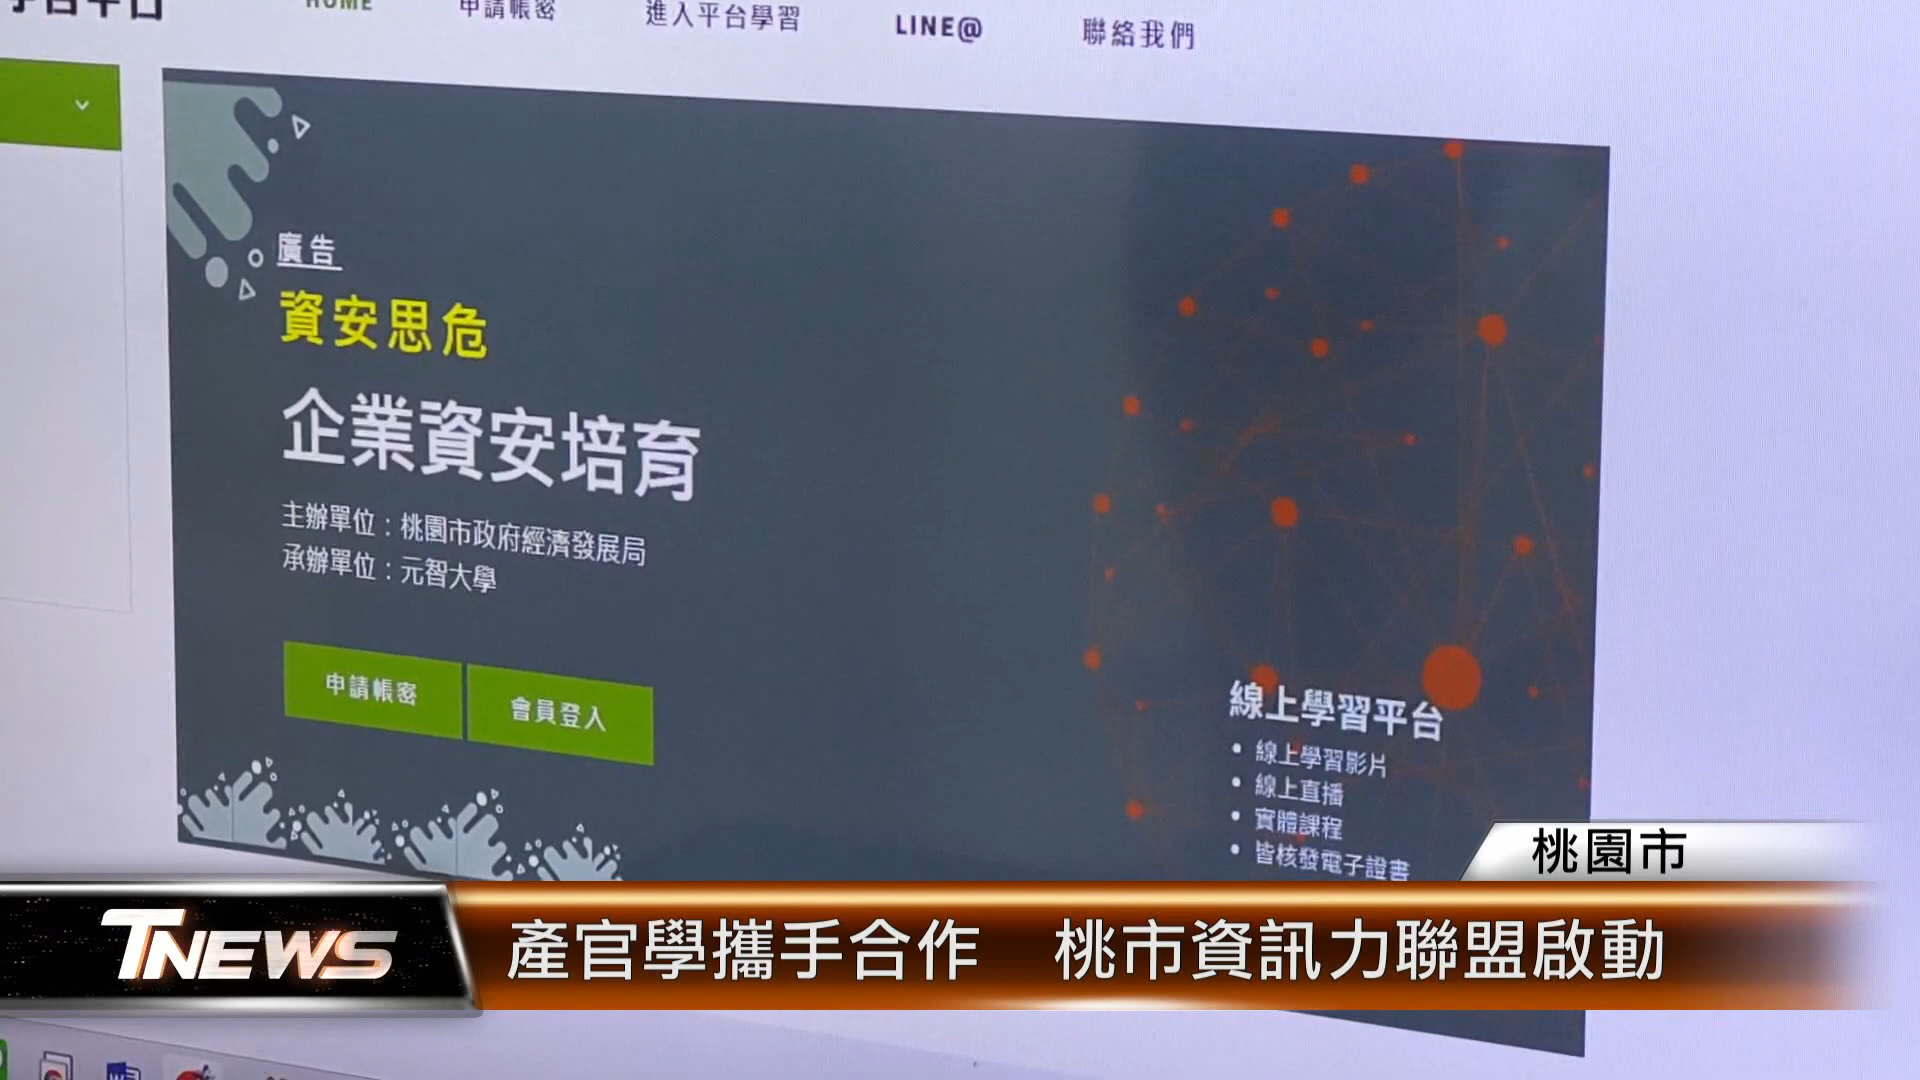 HOME
申請帳密
進入平台學習
LINE@
聯絡我們
廣告
資安思危
企業資安培育
主辦單位：桃園市政府經濟發展局
承辦單位：元智大學
申請帳密
會員登入
線上學習平台
• 線上學習影片
• 線上直播
• 實體課程
• 皆核發電子證書
桃園市
TNEWS
產官學攜手合作 桃市資訊力聯盟啟動